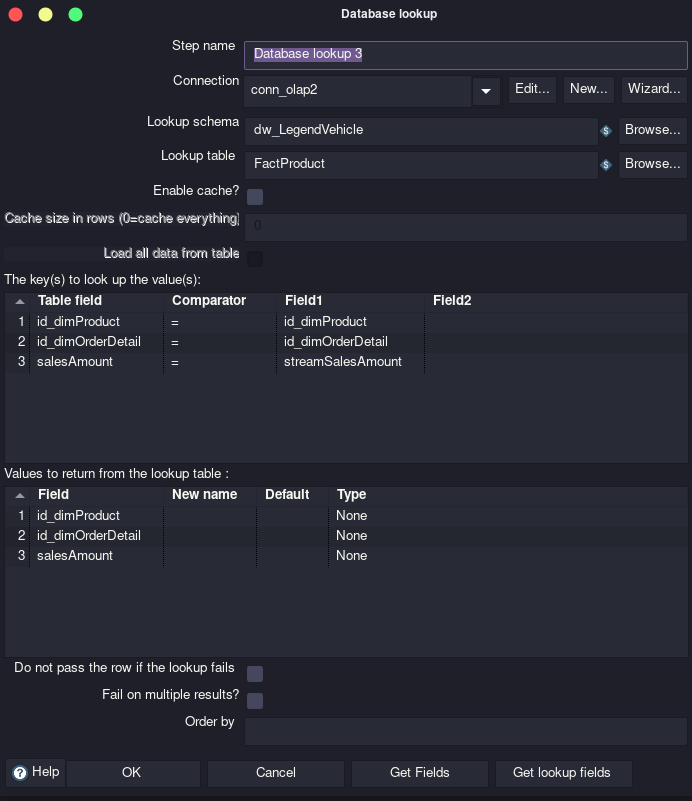 Database lookup
Step name Database lookup 3
Connection conn_olap2 Edit... New... Wizard...
Lookup schema dw_LegendVehicle $ Browse...
Lookup table FactProduct $ Browse...
Enable cache?
Cache size in rows (0=cache everything) 0
Load all data from table
The key(s) to look up the value(s):
Table field Comparator Field1 Field2
1 id_dimProduct = id_dimProduct
2 id_dimOrderDetail = id_dimOrderDetail
3 salesAmount = streamSalesAmount
Values to return from the lookup table :
Field New name Default Type
1 id_dimProduct None
2 id_dimOrderDetail None
3 salesAmount None
Do not pass the row if the lookup fails
Fail on multiple results?
Order by
? Help OK Cancel Get Fields Get lookup fields